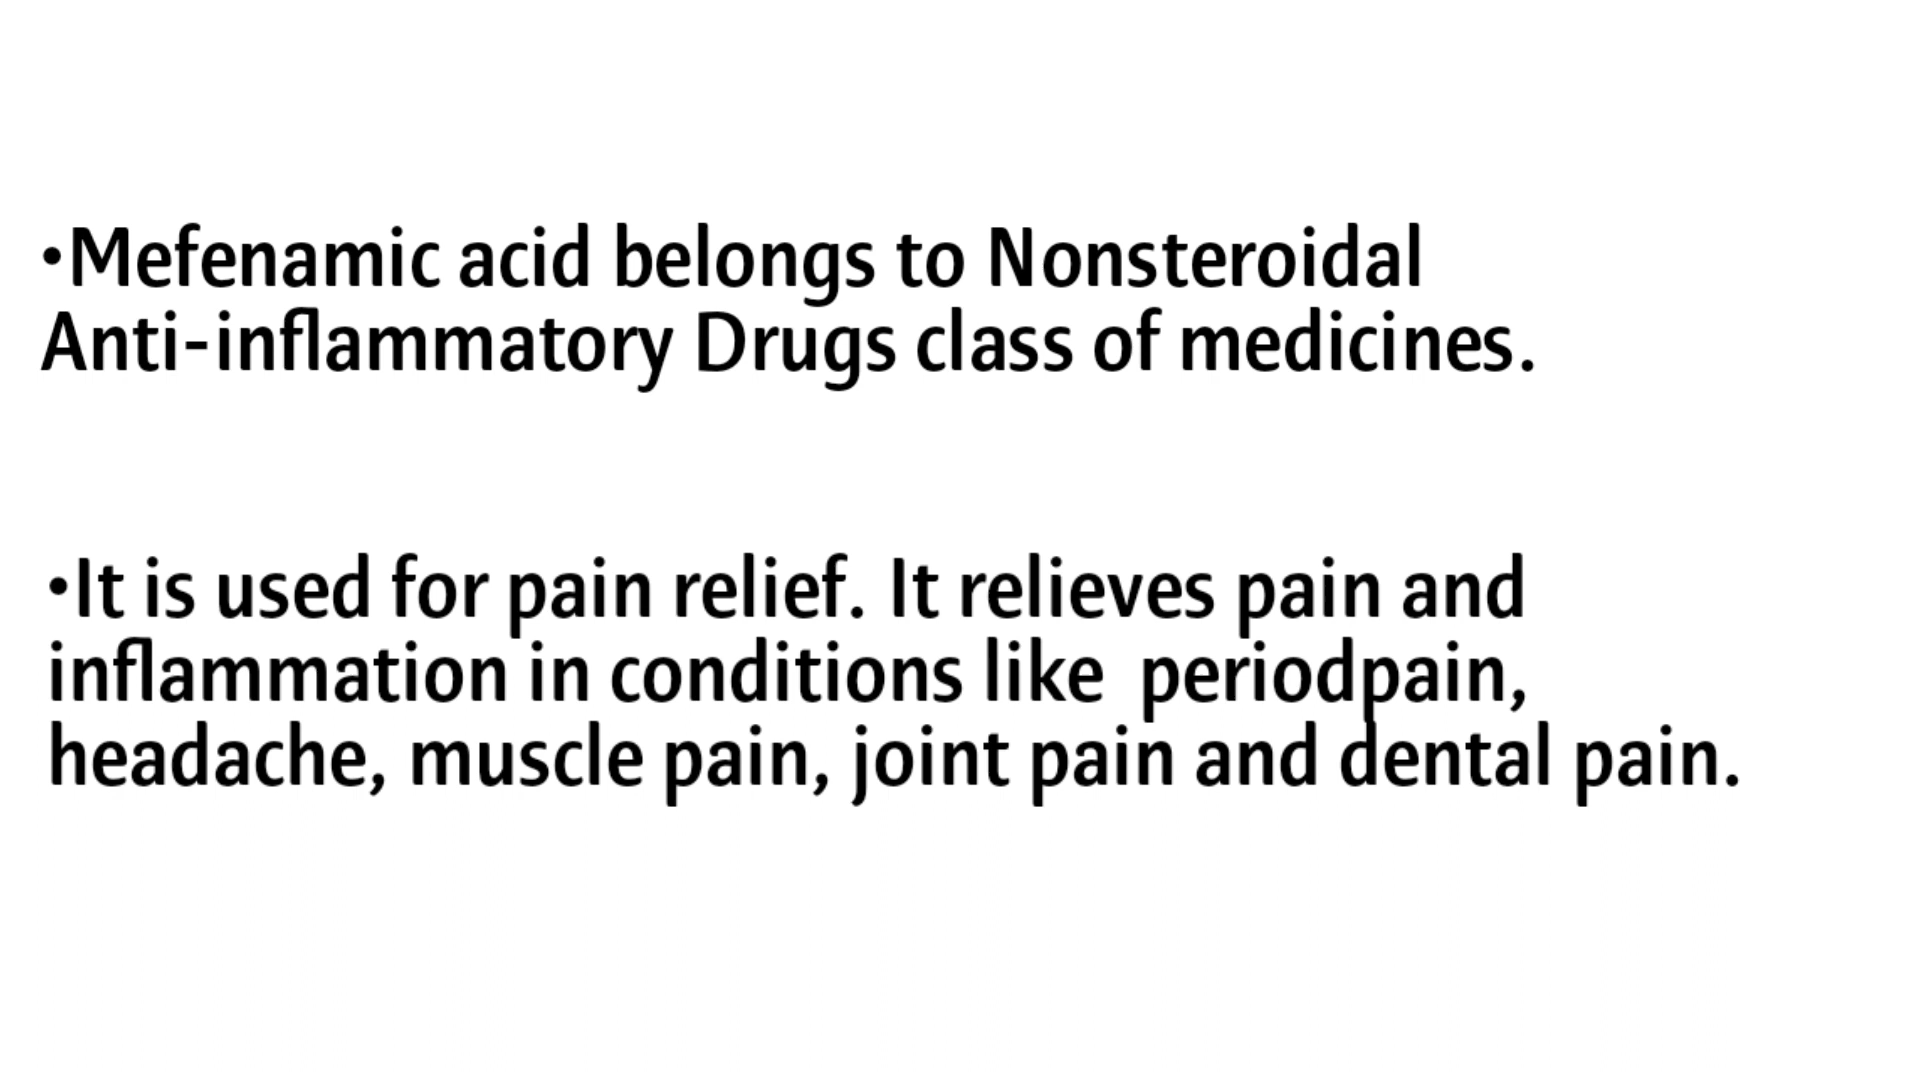 •Mefenamic acid belongs to Nonsteroidal
Anti-inflammatory Drugs class of medicines.
•It is used for pain relief. It relieves pain and
inflammation in conditions like  periodpain,
headache, muscle pain, joint pain and dental pain.